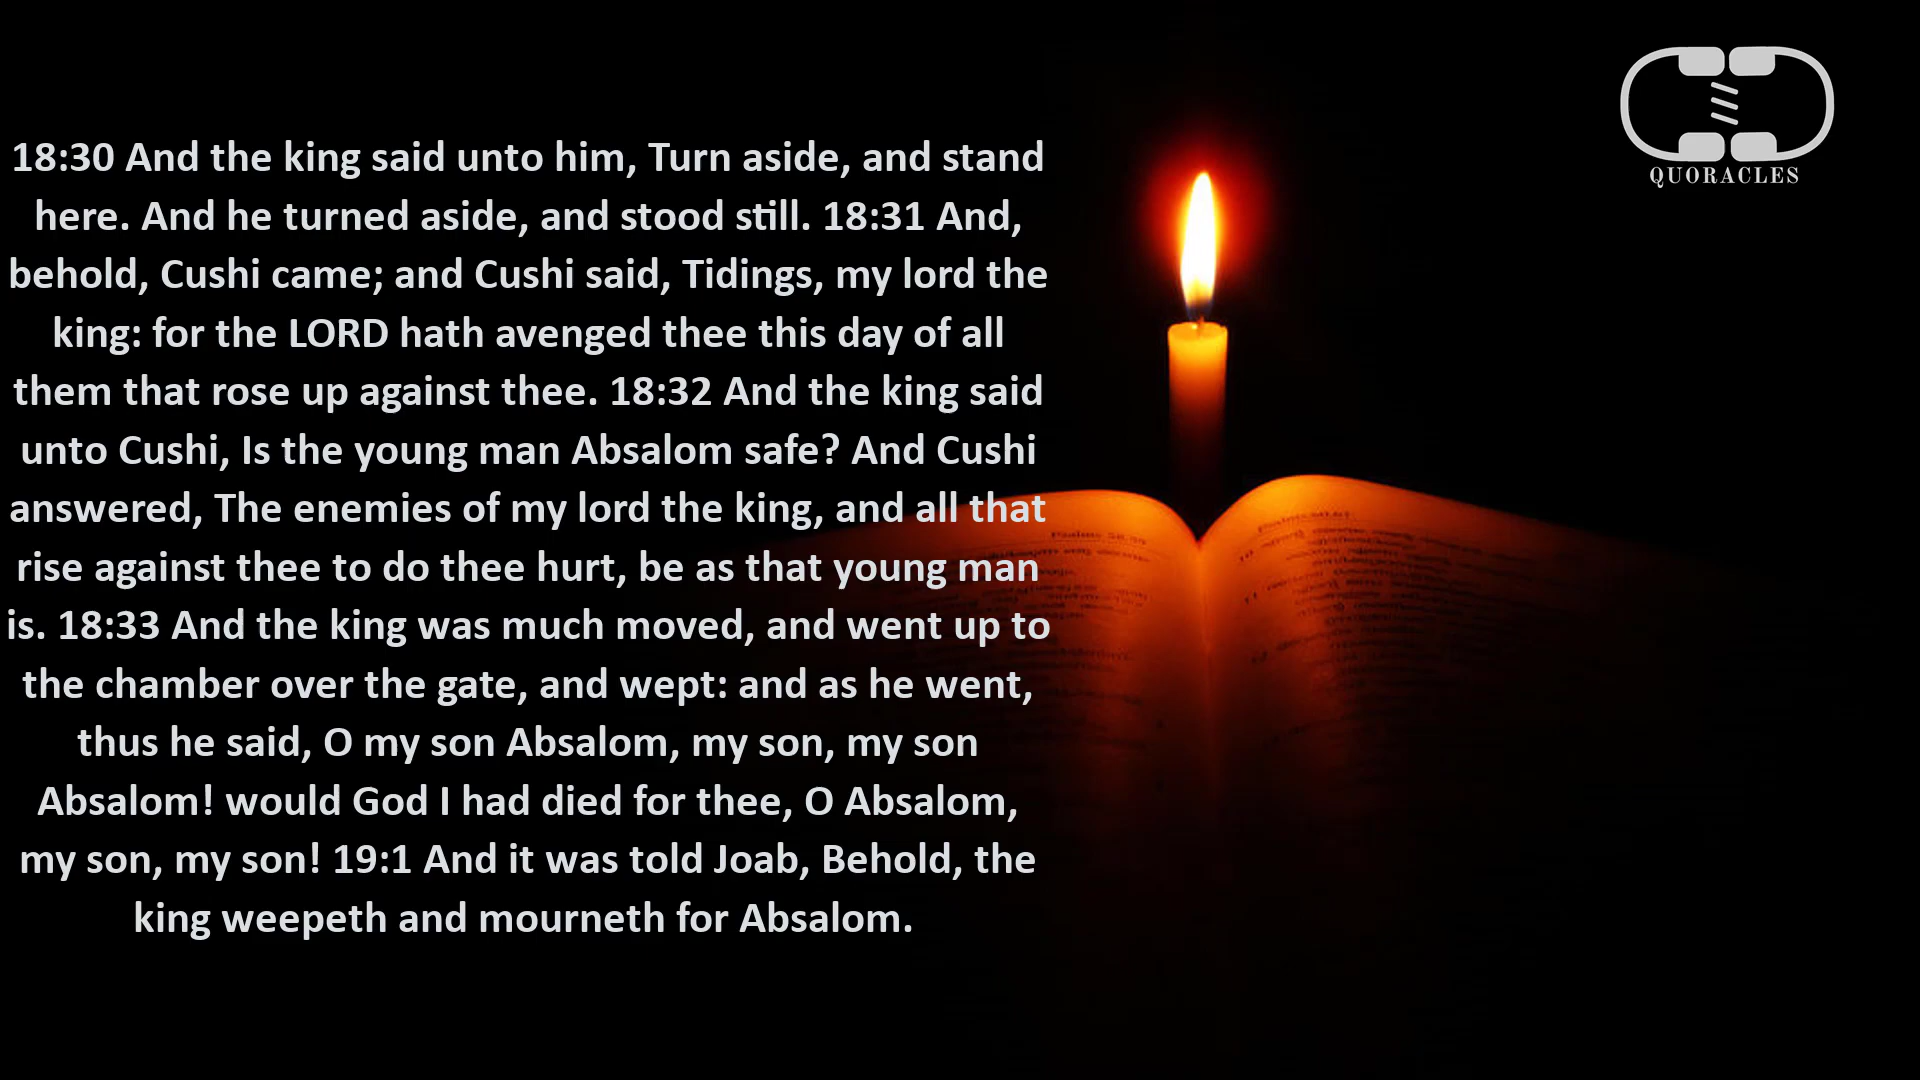 18:30 And the king said unto him, Turn aside, and stand
here. And he turned aside, and stood still. 18:31 And,
behold, Cushi came; and Cushi said, Tidings, my lord the
king: for the LORD hath avenged thee this day of all
them that rose up against thee. 18:32 And the king said
unto Cushi, Is the young man Absalom safe? And Cushi
answered, The enemies of my lord the king, and all that
rise against thee to do thee hurt, be as that young man
is. 18:33 And the king was much moved, and went up to
the chamber over the gate, and wept: and as he went,
thus he said, O my son Absalom, my son, my son
Absalom! would God I had died for thee, O Absalom,
my son, my son! 19:1 And it was told Joab, Behold, the
king weepeth and mourneth for Absalom.
QUORACLES